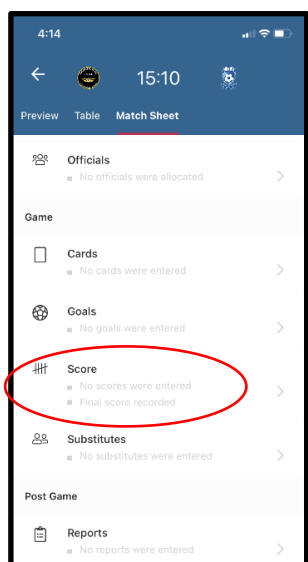 4:14
15:10
Preview Table Match Sheet
Officials
No officials were allocated
Game
Cards
No cards were entered
Goals
No goals were entered
Score
No scores were entered
Final score recorded
Substitutes
No substitutes were entered
Post Game
Reports
No reports were entered